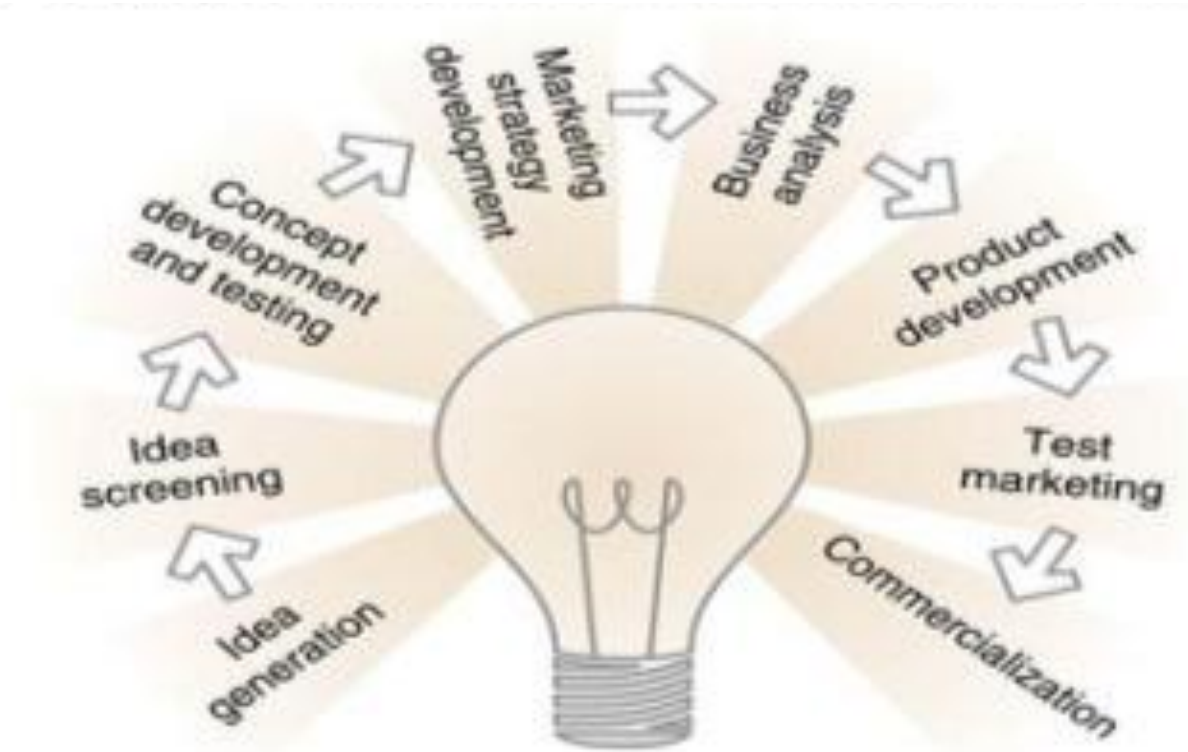 Idea
generation
Idea
screening
Concept
development
and testing
Marketing
strategy
development
Business
analysis
Product
development
Test
marketing
Commercialization